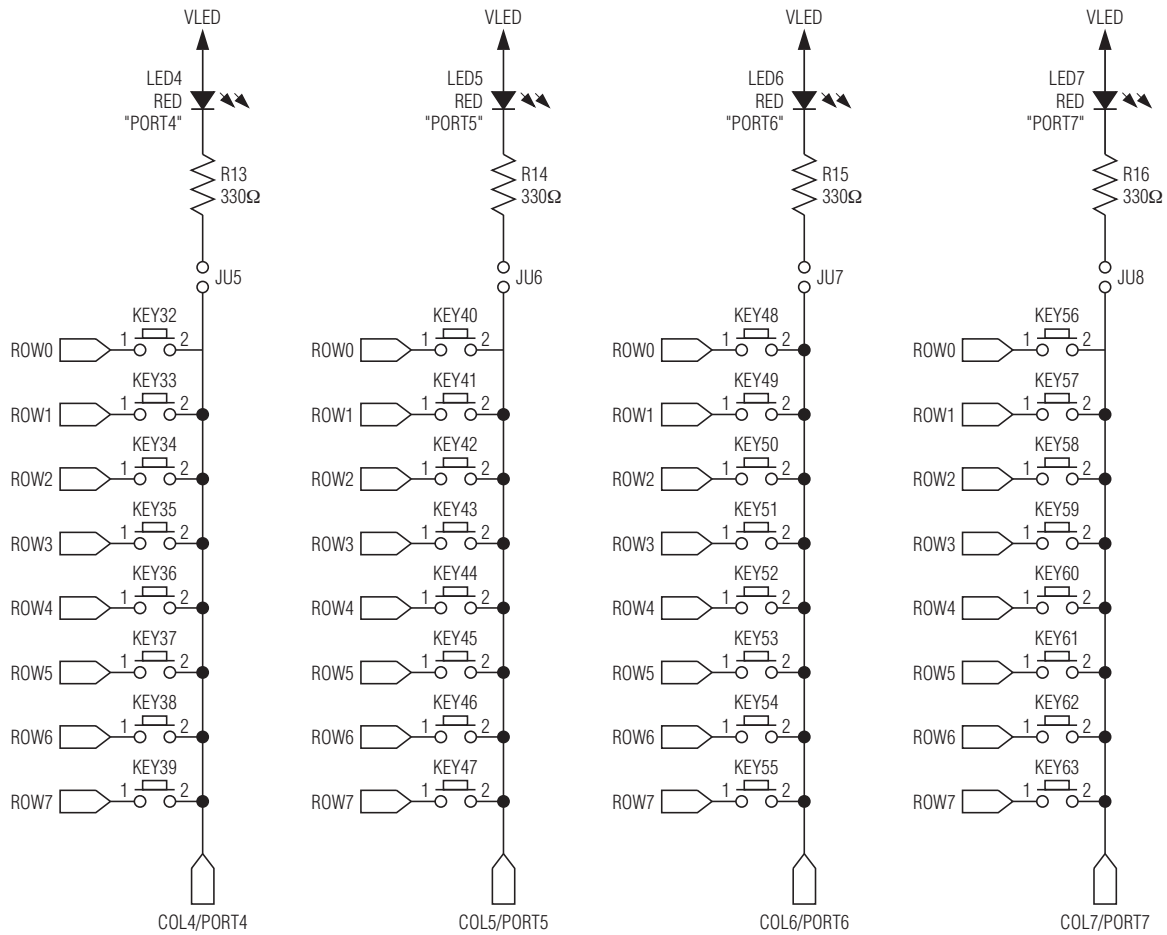 VLED VLED VLED VLED
LED4 LED5 LED6 LED7
RED RED RED RED
"PORT4" "PORT5" "PORT6" "PORT7"
R13 R14 R15 R16
330Ω 330Ω 330Ω 330Ω
JU5 JU6 JU7 JU8
KEY32 KEY40 KEY48 KEY56
ROW0 1 2 ROW0 1 2 ROW0 1 2 ROW0 1 2
KEY33 KEY41 KEY49 KEY57
ROW1 1 2 ROW1 1 2 ROW1 1 2 ROW1 1 2
KEY34 KEY42 KEY50 KEY58
ROW2 1 2 ROW2 1 2 ROW2 1 2 ROW2 1 2
KEY35 KEY43 KEY51 KEY59
ROW3 1 2 ROW3 1 2 ROW3 1 2 ROW3 1 2
KEY36 KEY44 KEY52 KEY60
ROW4 1 2 ROW4 1 2 ROW4 1 2 ROW4 1 2
KEY37 KEY45 KEY53 KEY61
ROW5 1 2 ROW5 1 2 ROW5 1 2 ROW5 1 2
KEY38 KEY46 KEY54 KEY62
ROW6 1 2 ROW6 1 2 ROW6 1 2 ROW6 1 2
KEY39 KEY47 KEY55 KEY63
ROW7 1 2 ROW7 1 2 ROW7 1 2 ROW7 1 2
COL4/PORT4 COL5/PORT5 COL6/PORT6 COL7/PORT7